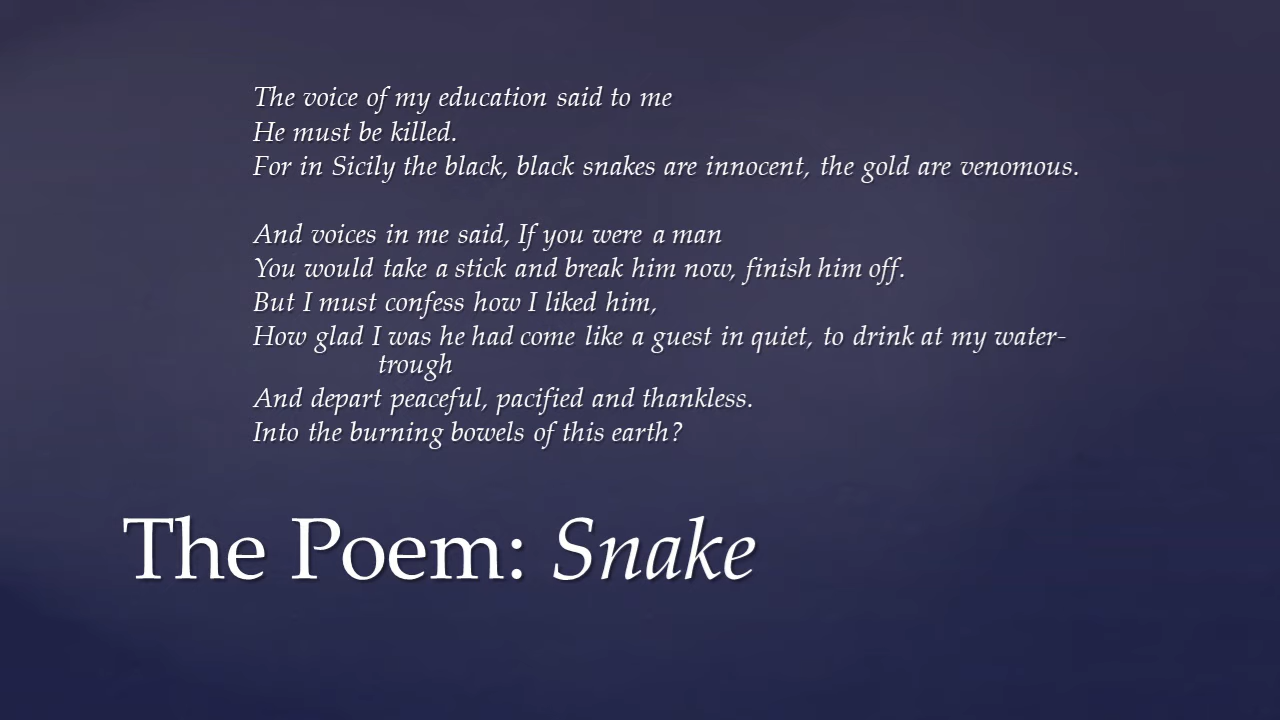 The voice of my education said to me
He must be killed.
For in Sicily the black, black snakes are innocent, the gold are venomous.
And voices in me said, If you were a man
You would take a stick and break him now, finish him off.
But I must confess how I liked him,
How glad I was he had come like a guest in quiet, to drink at my water-
trough
And depart peaceful, pacified and thankless.
Into the burning bowels of this earth?
The Poem: Snake